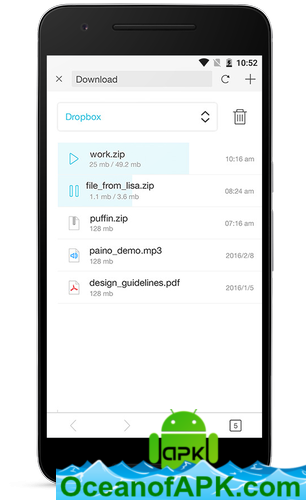 10:52
Download
Dropbox
work.zip
25 mb / 49.2 mb
10:16 am
file_from_lisa.zip
1.1 mb / 3.6 mb
08:24 am
puffin.zip
128 mb
07:16 am
paino_demo.mp3
128 mb
2016/2/8
design_guidelines.pdf
128 mb
2016/1/5
5
apk
OceanofAPK.com